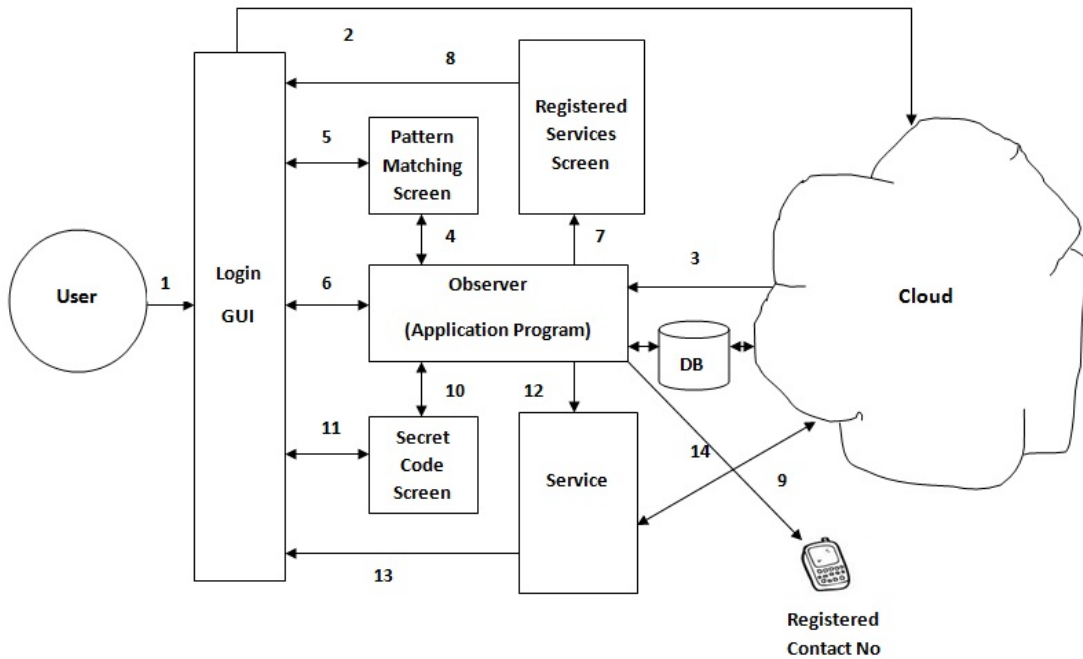 2
8
Registered
Services
Screen
5
Pattern
Matching
Screen
4
7
3
User
1
Login
GUI
6
Observer
(Application Program)
Cloud
DB
10
12
11
Secret
Code
Screen
Service
14
9
13
Registered
Contact No